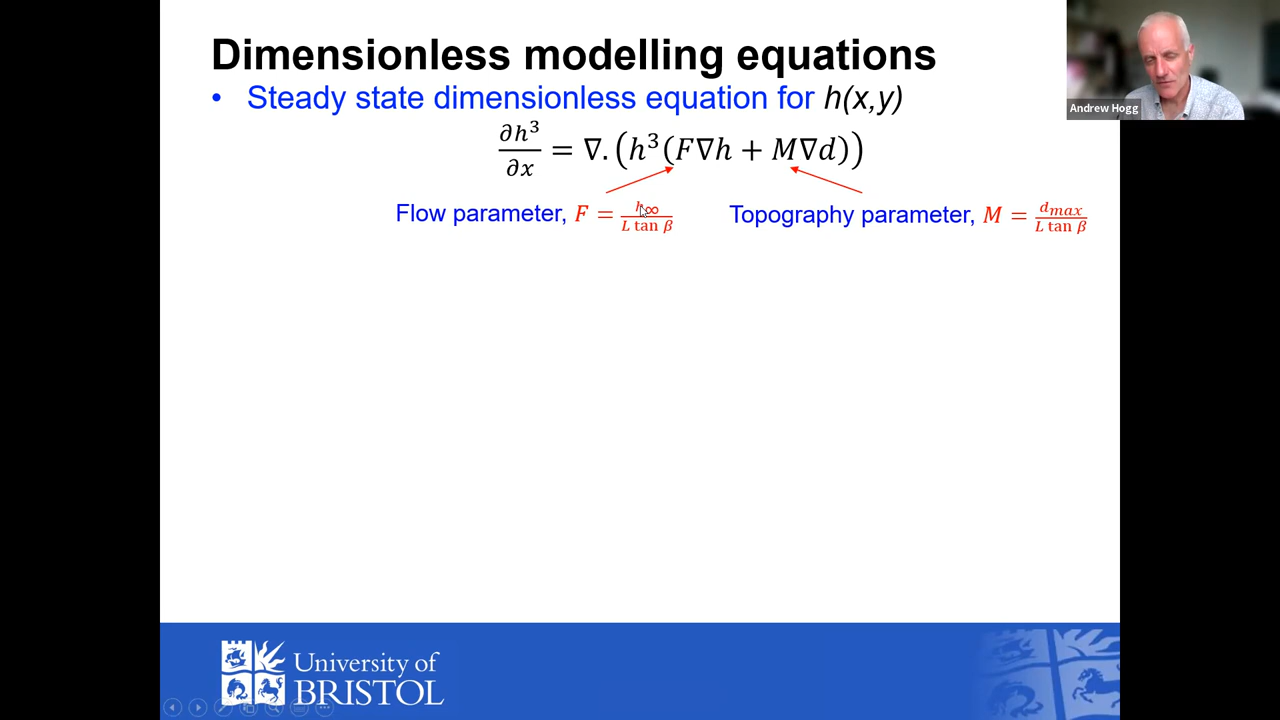 Dimensionless modelling equations
• Steady state dimensionless equation for h(x,y)
∂h³/∂x = ∇.(h³(F∇h + M∇d))
Flow parameter, F = h∞/L tan β
Topography parameter, M = d_max/L tan β
Andrew Hogg
University of
BRISTOL